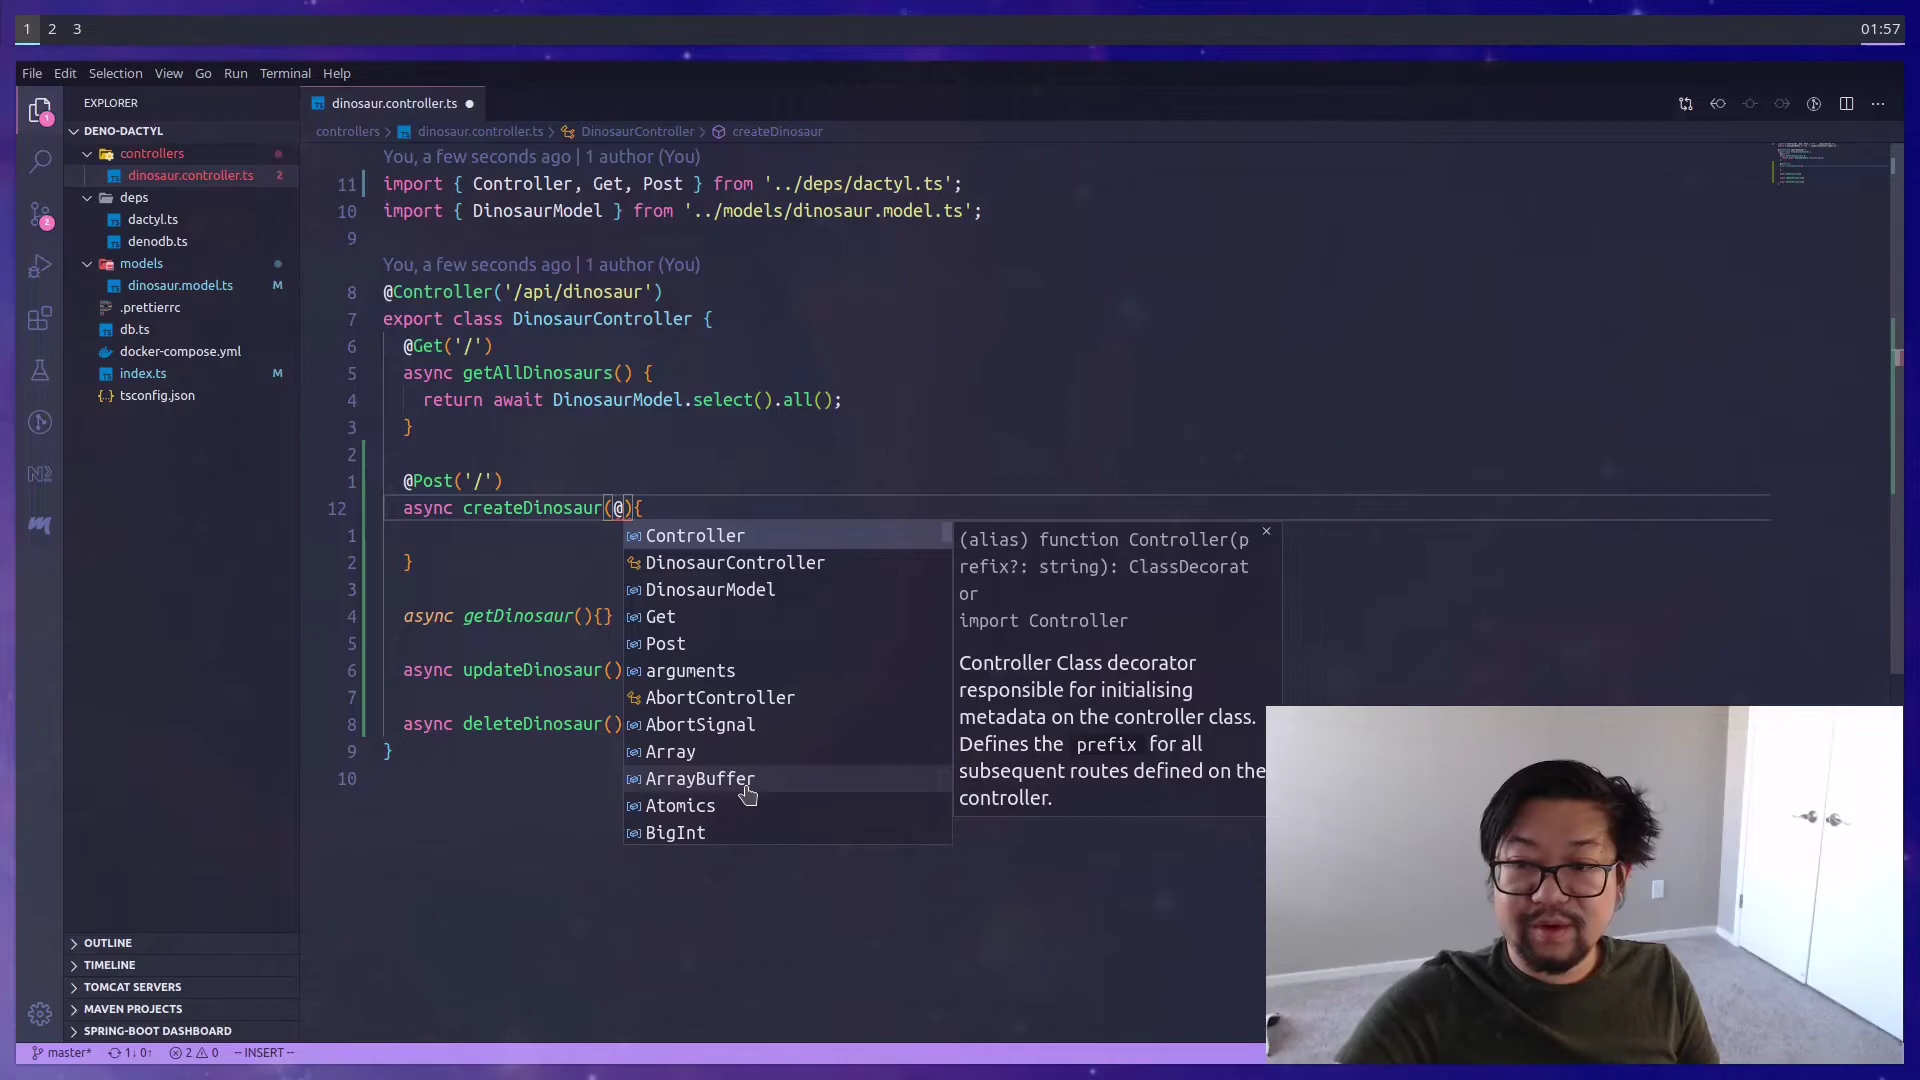 1 2 3
01:57
File Edit Selection View Go Run Terminal Help
EXPLORER
DENO-DACTYL
controllers
dinosaur.controller.ts 2
deps
dactyl.ts
denodb.ts
models
dinosaur.model.ts M
.prettierrc
db.ts
docker-compose.yml
index.ts M
tsconfig.json
OUTLINE
TIMELINE
TOMCAT SERVERS
MAVEN PROJECTS
SPRING-BOOT DASHBOARD
1
2
dinosaur.controller.ts
controllers > dinosaur.controller.ts > DinosaurController > createDinosaur
You, a few seconds ago | 1 author (You)
11 import { Controller, Get, Post } from '../deps/dactyl.ts';
10 import { DinosaurModel } from '../models/dinosaur.model.ts';
9
You, a few seconds ago | 1 author (You)
8 @Controller('/api/dinosaur')
7 export class DinosaurController {
6 @Get('/')
5 async getAllDinosaurs() {
4 return await DinosaurModel.select().all();
3 }
2
1 @Post('/')
12 async createDinosaur(@){
1
2 }
3
4 async getDinosaur(){}
5
6 async updateDinosaur()
7
8 async deleteDinosaur()
9 }
10
Controller
DinosaurController
DinosaurModel
Get
Post
arguments
AbortController
AbortSignal
Array
ArrayBuffer
Atomics
BigInt
(alias) function Controller(p
refix?: string): ClassDecorat
or
import Controller
Controller Class decorator
responsible for initialising
metadata on the controller class.
Defines the prefix for all
subsequent routes defined on the
controller.
master* 1↓ 0↑ 2 0 -- INSERT --